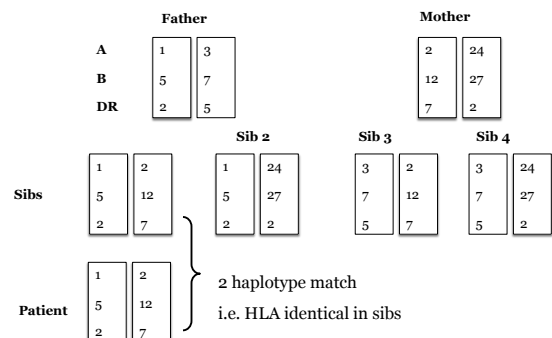 Father Mother
A 1 3 2 24
B 5 7 12 27
DR 2 5 7 2
Sib 2 Sib 3 Sib 4
1 2 1 24 3 2 3 24
Sibs 5 12 5 27 7 12 7 27
2 7 2 2 5 7 5 2
1 2
2 haplotype match
5 12
Patient i.e. HLA identical in sibs
2 7